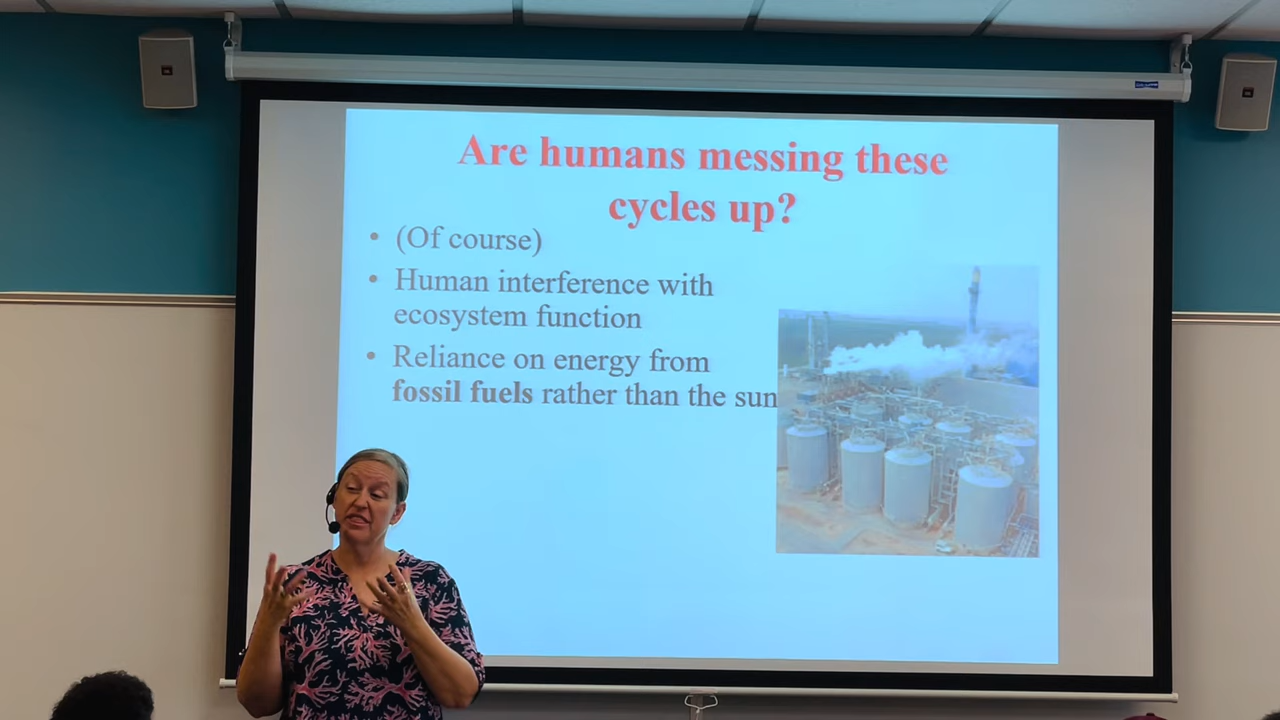 Are humans messing these
cycles up?
• (Of course)
• Human interference with
ecosystem function
• Reliance on energy from
fossil fuels rather than the sun